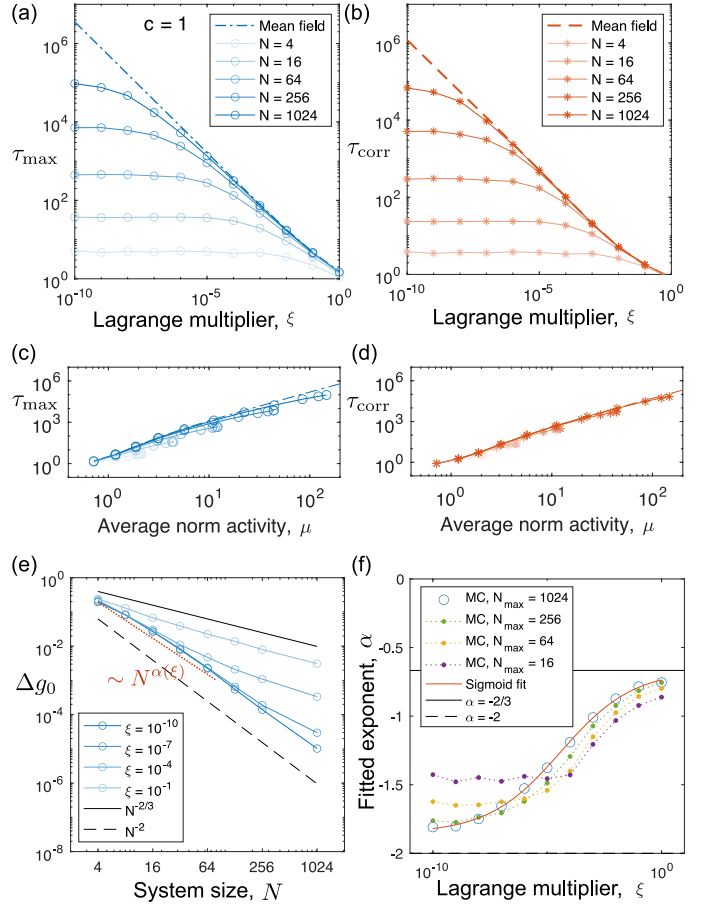 (a)
c = 1
τmax
10^6
10^4
10^2
10^0
Mean field
N = 4
N = 16
N = 64
N = 256
N = 1024
10^-10
10^-5
10^0
Lagrange multiplier, ξ
(b)
τcorr
10^6
10^4
10^2
10^0
Mean field
N = 4
N = 16
N = 64
N = 256
N = 1024
10^-10
10^-5
10^0
Lagrange multiplier, ξ
(c)
τmax
10^6
10^3
10^0
10^0
10^1
10^2
Average norm activity, μ
(d)
τcorr
10^6
10^3
10^0
10^0
10^1
10^2
Average norm activity, μ
(e)
Δg0
10^0
10^-2
10^-4
10^-6
10^-8
~ N^α(ξ)
ξ = 10^-10
ξ = 10^-7
ξ = 10^-4
ξ = 10^-1
N^-2/3
N^-2
4
16
64
256
1024
System size, N
(f)
Fitted exponent, α
0
-0.5
-1
-1.5
-2
MC, Nmax = 1024
MC, Nmax = 256
MC, Nmax = 64
MC, Nmax = 16
Sigmoid fit
α = -2/3
α = -2
10^-10
10^-5
10^0
Lagrange multiplier, ξ